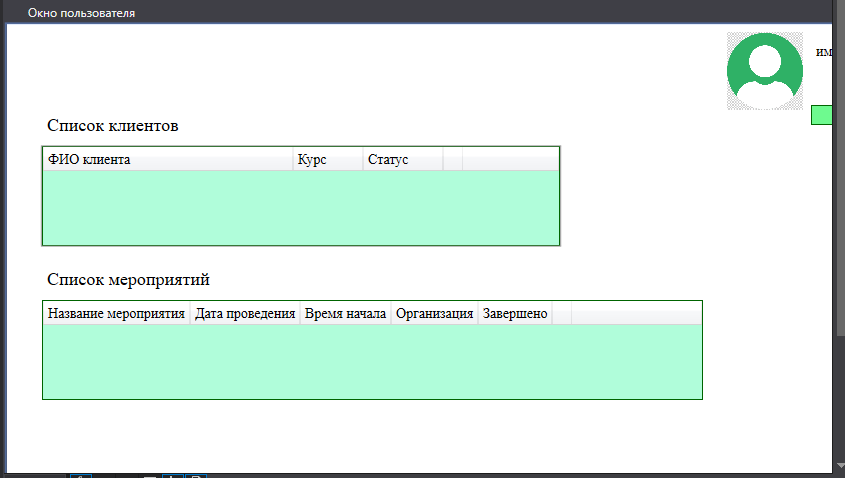 Окно пользователя
им
Список клиентов
ФИО клиента Курс Статус
Список мероприятий
Название мероприятия Дата проведения Время начала Организация Завершено